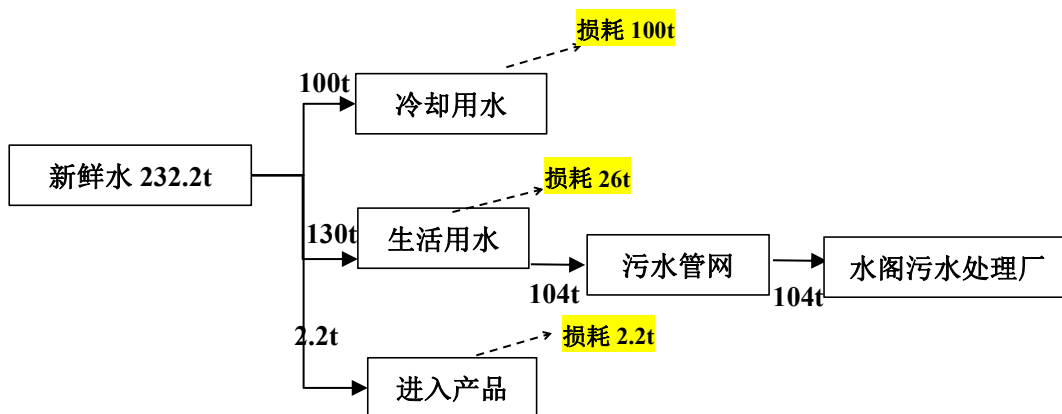 损耗 100t
100t
冷却用水
新鲜水 232.2t
损耗 26t
130t
生活用水
污水管网
水阁污水处理厂
104t
104t
2.2t
损耗 2.2t
进入产品